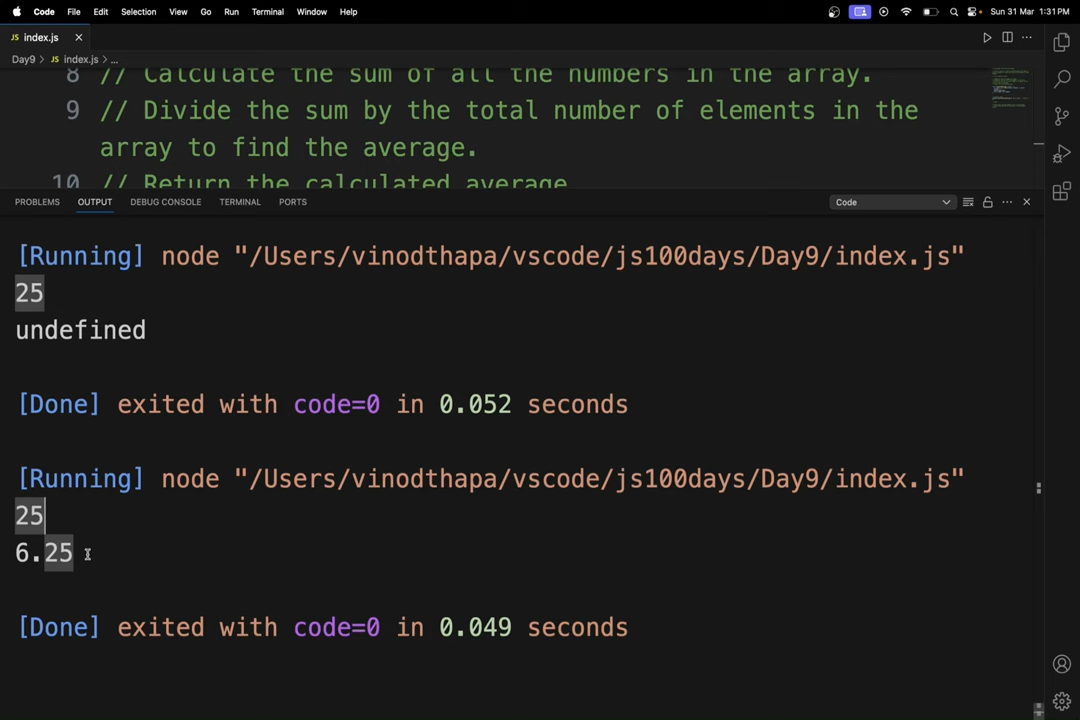 Code File Edit Selection View Go Run Terminal Window Help Sun 31 Mar 1:31 PM
JS index.js
Day9 > JS index.js > ...
8 // Calculate the sum of all the numbers in the array.
9 // Divide the sum by the total number of elements in the
array to find the average.
10 // Return the calculated average
PROBLEMS OUTPUT DEBUG CONSOLE TERMINAL PORTS Code
[Running] node "/Users/vinodthapa/vscode/js100days/Day9/index.js"
25
undefined
[Done] exited with code=0 in 0.052 seconds
[Running] node "/Users/vinodthapa/vscode/js100days/Day9/index.js"
25
6.25
[Done] exited with code=0 in 0.049 seconds